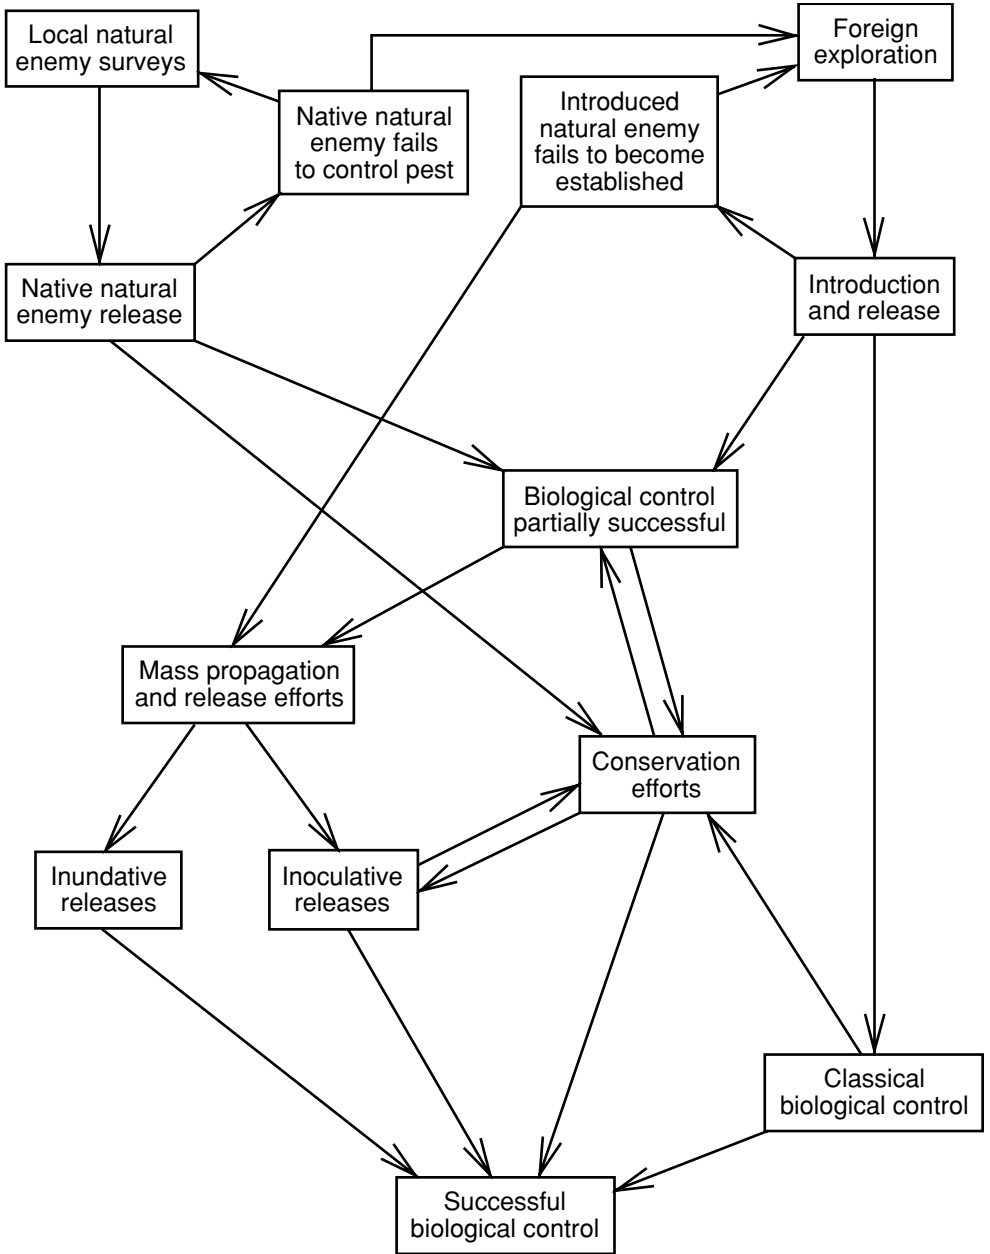 Local natural
enemy surveys
Foreign
exploration
Native natural
enemy fails
to control pest
Introduced
natural enemy
fails to become
established
Native natural
enemy release
Introduction
and release
Biological control
partially successful
Mass propagation
and release efforts
Conservation
efforts
Inundative
releases
Inoculative
releases
Classical
biological control
Successful
biological control